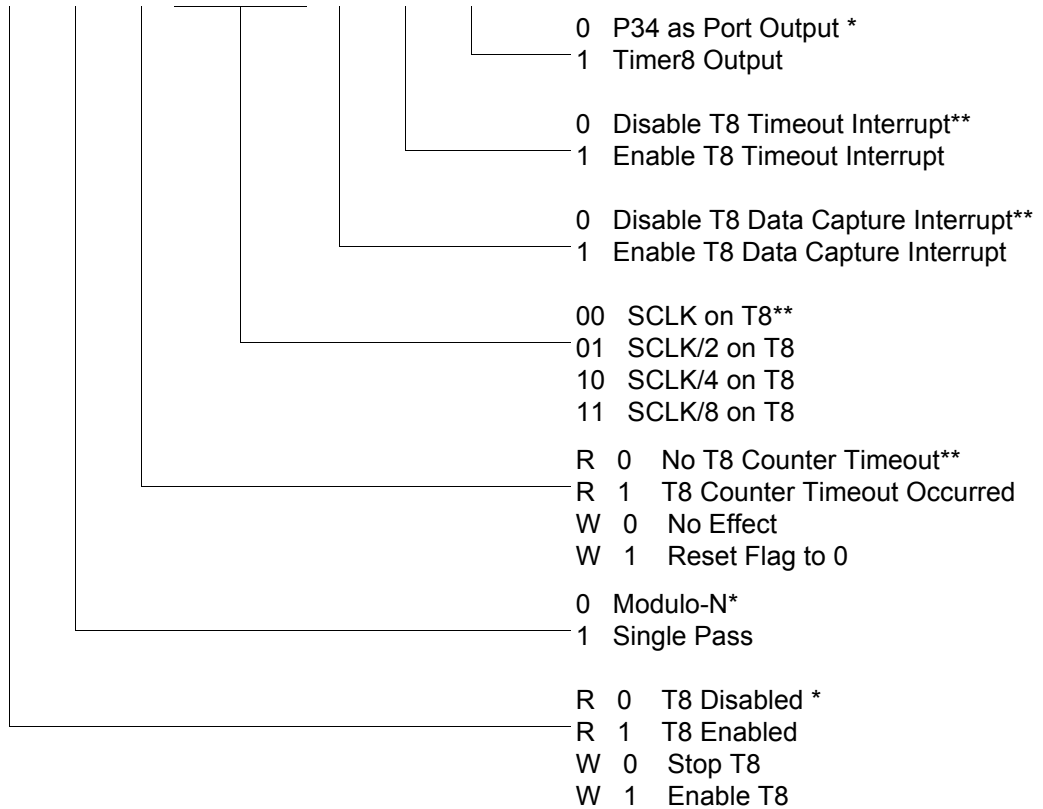 0 P34 as Port Output *
1 Timer8 Output
0 Disable T8 Timeout Interrupt**
1 Enable T8 Timeout Interrupt
0 Disable T8 Data Capture Interrupt**
1 Enable T8 Data Capture Interrupt
00 SCLK on T8**
01 SCLK/2 on T8
10 SCLK/4 on T8
11 SCLK/8 on T8
R 0 No T8 Counter Timeout**
R 1 T8 Counter Timeout Occurred
W 0 No Effect
W 1 Reset Flag to 0
0 Modulo-N*
1 Single Pass
R 0 T8 Disabled *
R 1 T8 Enabled
W 0 Stop T8
W 1 Enable T8